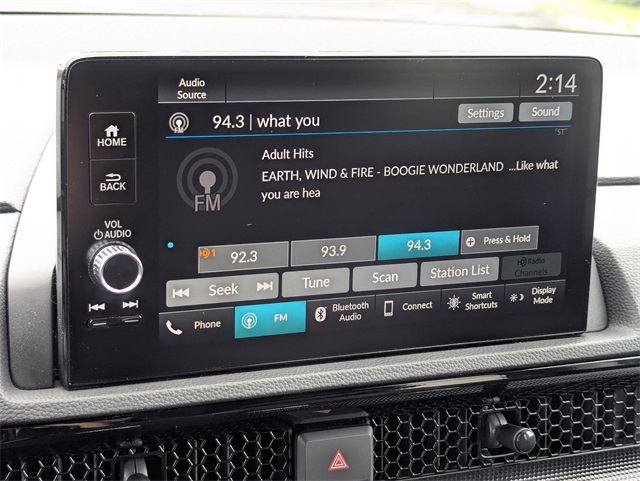 Audio
Source
2:14
94.3 | what you
Settings
Sound
"ST"
HOME
BACK
VOL
AUDIO
FM
Adult Hits
EARTH, WIND & FIRE - BOOGIE WONDERLAND ...Like what
you are hea
1
92.3
93.9
94.3
Press & Hold
Seek
Tune
Scan
Station List
HD Radio
Channels
Phone
FM
Bluetooth
Audio
Connect
Smart
Shortcuts
Display
Mode